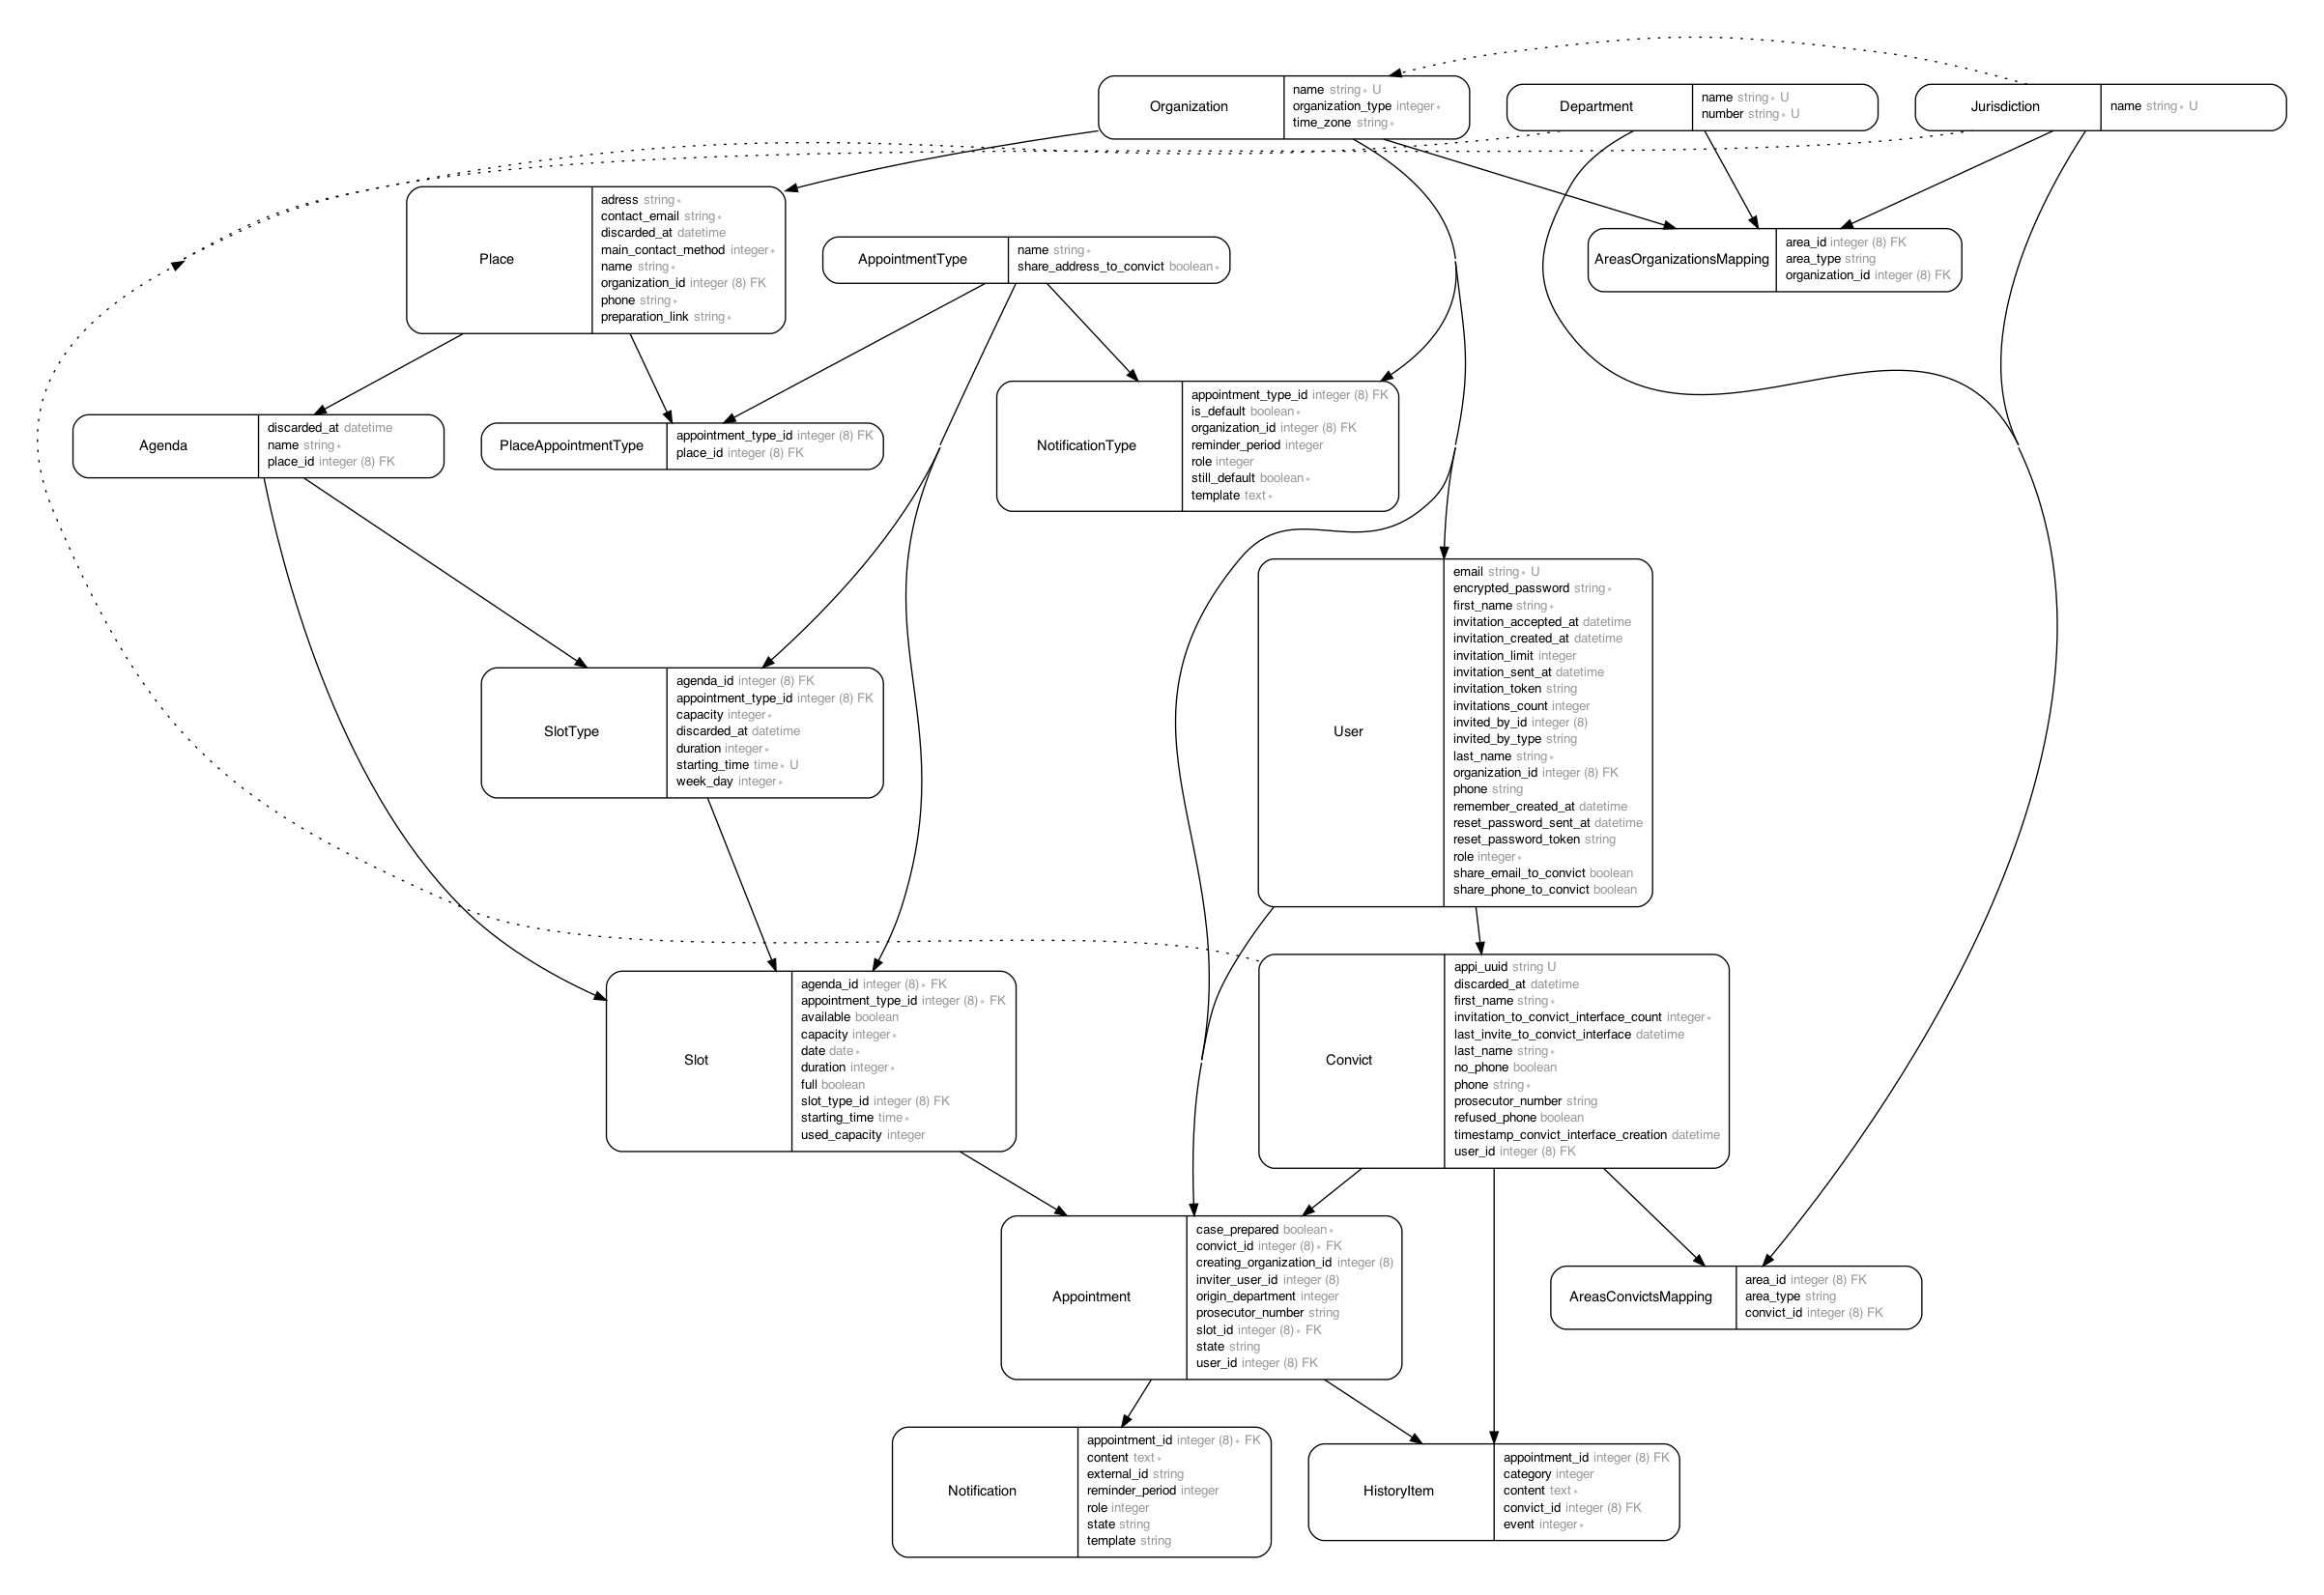 Organization
name string∗ U
organization_type integer∗
time_zone string∗
Department
name string∗ U
number string∗ U
Jurisdiction
name string∗ U
Place
adress string∗
contact_email string∗
discarded_at datetime
main_contact_method integer∗
name string∗
organization_id integer (8) FK
phone string∗
preparation_link string∗
AppointmentType
name string∗
share_address_to_convict boolean∗
AreasOrganizationsMapping
area_id integer (8) FK
area_type string
organization_id integer (8) FK
Agenda
discarded_at datetime
name string∗
place_id integer (8) FK
PlaceAppointmentType
appointment_type_id integer (8) FK
place_id integer (8) FK
NotificationType
appointment_type_id integer (8) FK
is_default boolean∗
organization_id integer (8) FK
reminder_period integer
role integer
still_default boolean∗
template text∗
SlotType
agenda_id integer (8) FK
appointment_type_id integer (8) FK
capacity integer∗
discarded_at datetime
duration integer∗
starting_time time∗ U
week_day integer∗
User
email string∗ U
encrypted_password string∗
first_name string∗
invitation_accepted_at datetime
invitation_created_at datetime
invitation_limit integer
invitation_sent_at datetime
invitation_token string
invitations_count integer
invited_by_id integer (8)
invited_by_type string
last_name string∗
organization_id integer (8) FK
phone string
remember_created_at datetime
reset_password_sent_at datetime
reset_password_token string
role integer∗
share_email_to_convict boolean
share_phone_to_convict boolean
Slot
agenda_id integer (8)∗ FK
appointment_type_id integer (8)∗ FK
available boolean
capacity integer∗
date date∗
duration integer∗
full boolean
slot_type_id integer (8) FK
starting_time time∗
used_capacity integer
Convict
appi_uuid string U
discarded_at datetime
first_name string∗
invitation_to_convict_interface_count integer∗
last_invite_to_convict_interface datetime
last_name string∗
no_phone boolean
phone string∗
prosecutor_number string
refused_phone boolean
timestamp_convict_interface_creation datetime
user_id integer (8) FK
Appointment
case_prepared boolean∗
convict_id integer (8)∗ FK
creating_organization_id integer (8)
inviter_user_id integer (8)
origin_department integer
prosecutor_number string
slot_id integer (8)∗ FK
state string
user_id integer (8) FK
AreasConvictsMapping
area_id integer (8) FK
area_type string
convict_id integer (8) FK
Notification
appointment_id integer (8)∗ FK
content text∗
external_id string
reminder_period integer
role integer
state string
template string
HistoryItem
appointment_id integer (8) FK
category integer
content text∗
convict_id integer (8) FK
event integer∗